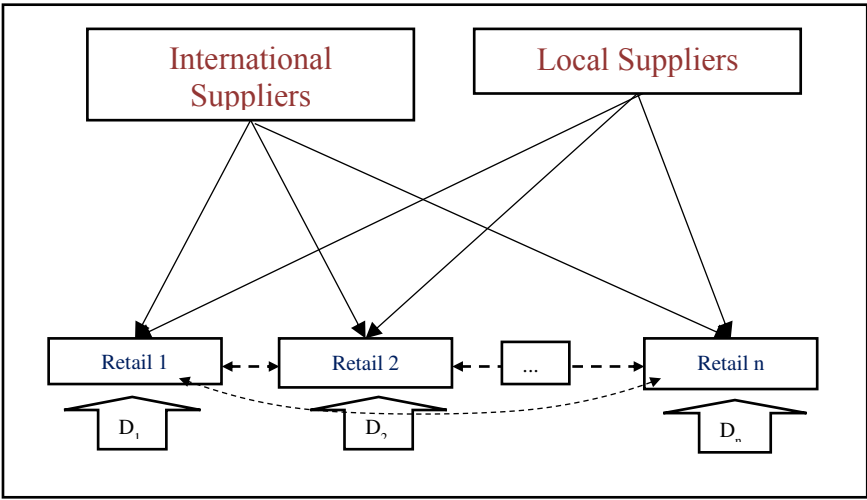 International
Suppliers
Local Suppliers
Retail 1
Retail 2
...
Retail n
D₁
D₂
Dₙ